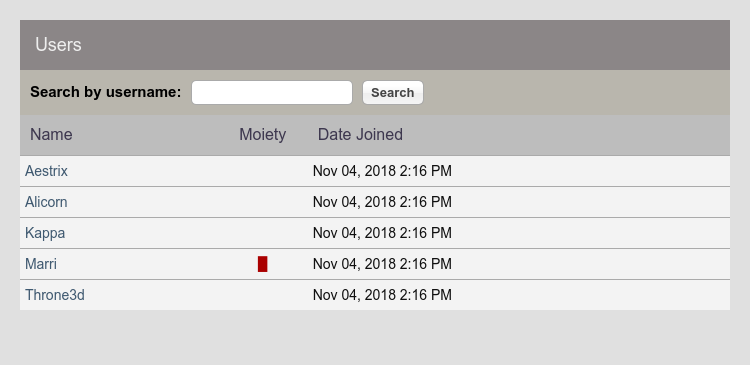 Users
Search by username: Search
Name Moiety Date Joined
Aestrix Nov 04, 2018 2:16 PM
Alicorn Nov 04, 2018 2:16 PM
Kappa Nov 04, 2018 2:16 PM
Marri Nov 04, 2018 2:16 PM
Throne3d Nov 04, 2018 2:16 PM